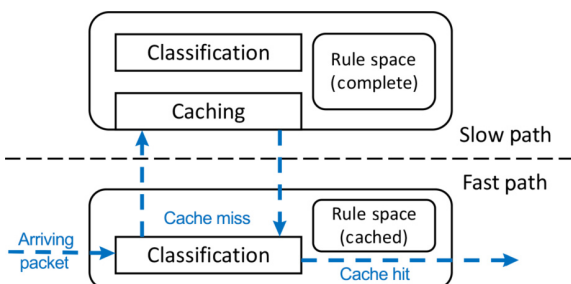 Classification
Rule space
(complete)
Caching
Slow path
Fast path
Cache miss
Rule space
(cached)
Arriving
packet
Classification
Cache hit